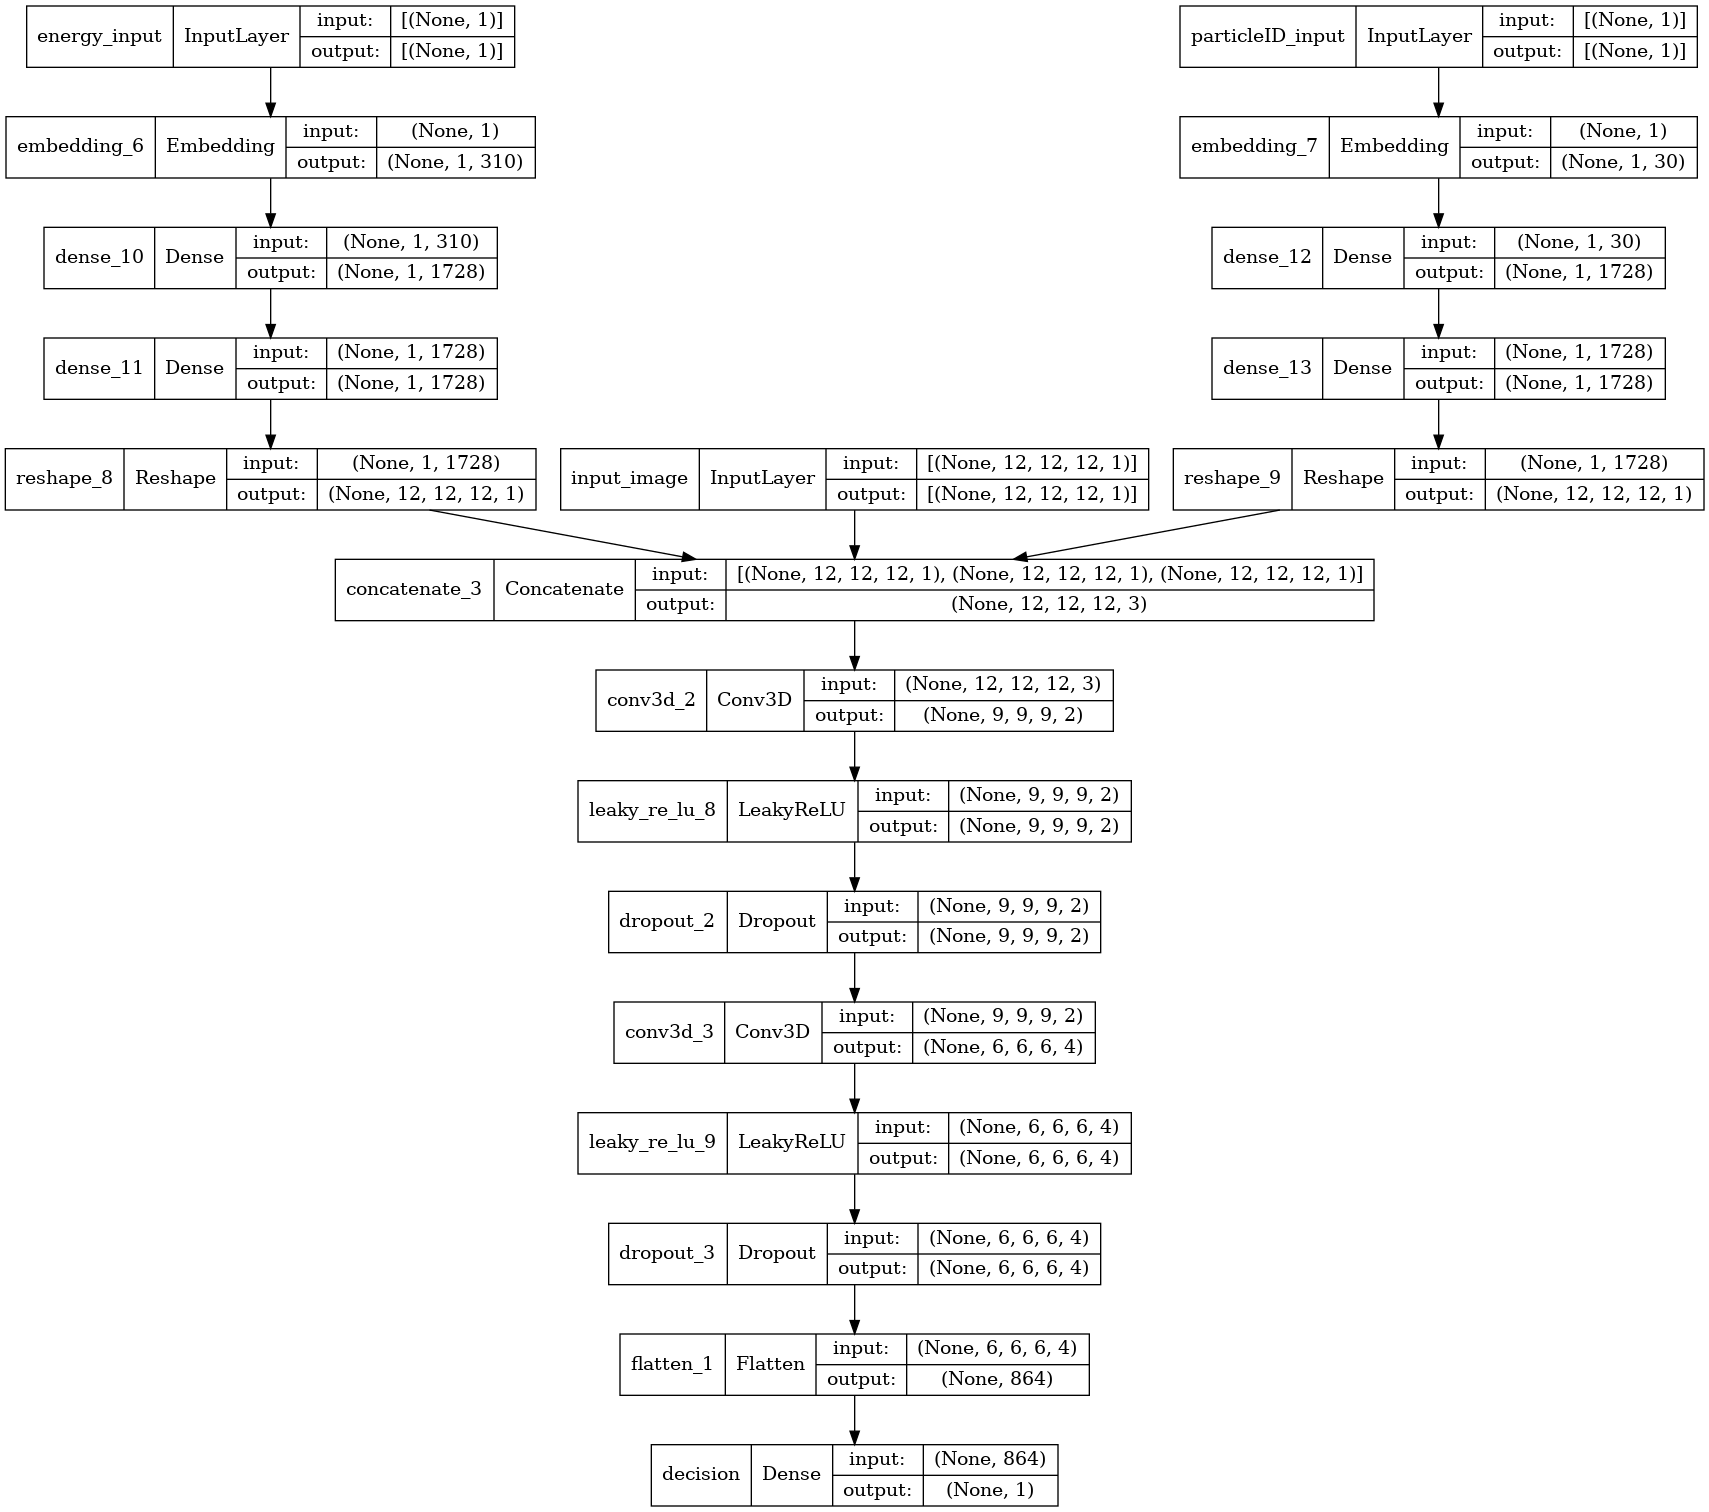 energy_input InputLayer input: [(None, 1)]
output: [(None, 1)]
particleID_input InputLayer input: [(None, 1)]
output: [(None, 1)]
embedding_6 Embedding input: (None, 1)
output: (None, 1, 310)
embedding_7 Embedding input: (None, 1)
output: (None, 1, 30)
dense_10 Dense input: (None, 1, 310)
output: (None, 1, 1728)
dense_12 Dense input: (None, 1, 30)
output: (None, 1, 1728)
dense_11 Dense input: (None, 1, 1728)
output: (None, 1, 1728)
dense_13 Dense input: (None, 1, 1728)
output: (None, 1, 1728)
reshape_8 Reshape input: (None, 1, 1728)
output: (None, 12, 12, 12, 1)
input_image InputLayer input: [(None, 12, 12, 12, 1)]
output: [(None, 12, 12, 12, 1)]
reshape_9 Reshape input: (None, 1, 1728)
output: (None, 12, 12, 12, 1)
concatenate_3 Concatenate input: [(None, 12, 12, 12, 1), (None, 12, 12, 12, 1), (None, 12, 12, 12, 1)]
output: (None, 12, 12, 12, 3)
conv3d_2 Conv3D input: (None, 12, 12, 12, 3)
output: (None, 9, 9, 9, 2)
leaky_re_lu_8 LeakyReLU input: (None, 9, 9, 9, 2)
output: (None, 9, 9, 9, 2)
dropout_2 Dropout input: (None, 9, 9, 9, 2)
output: (None, 9, 9, 9, 2)
conv3d_3 Conv3D input: (None, 9, 9, 9, 2)
output: (None, 6, 6, 6, 4)
leaky_re_lu_9 LeakyReLU input: (None, 6, 6, 6, 4)
output: (None, 6, 6, 6, 4)
dropout_3 Dropout input: (None, 6, 6, 6, 4)
output: (None, 6, 6, 6, 4)
flatten_1 Flatten input: (None, 6, 6, 6, 4)
output: (None, 864)
decision Dense input: (None, 864)
output: (None, 1)